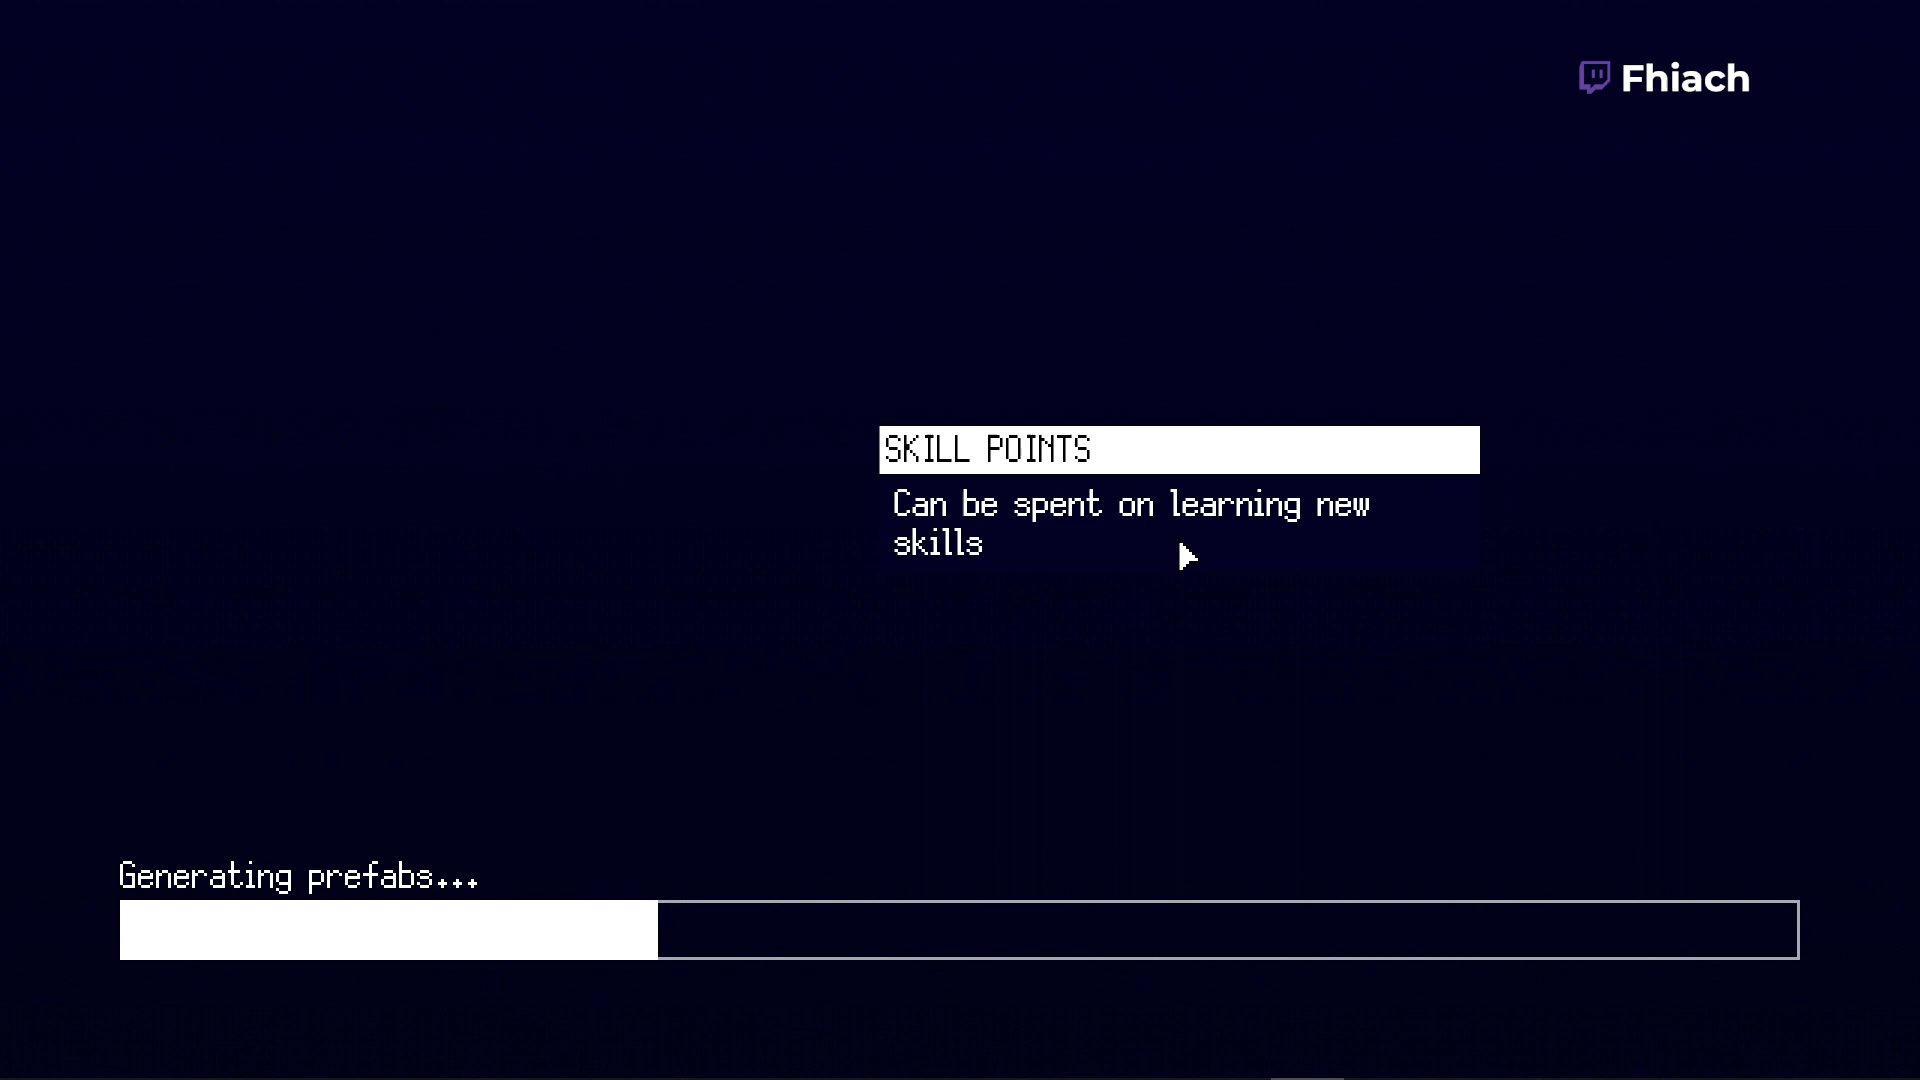 Fhiach
SKILL POINTS
Can be spent on learning new
skills
Generating prefabs...